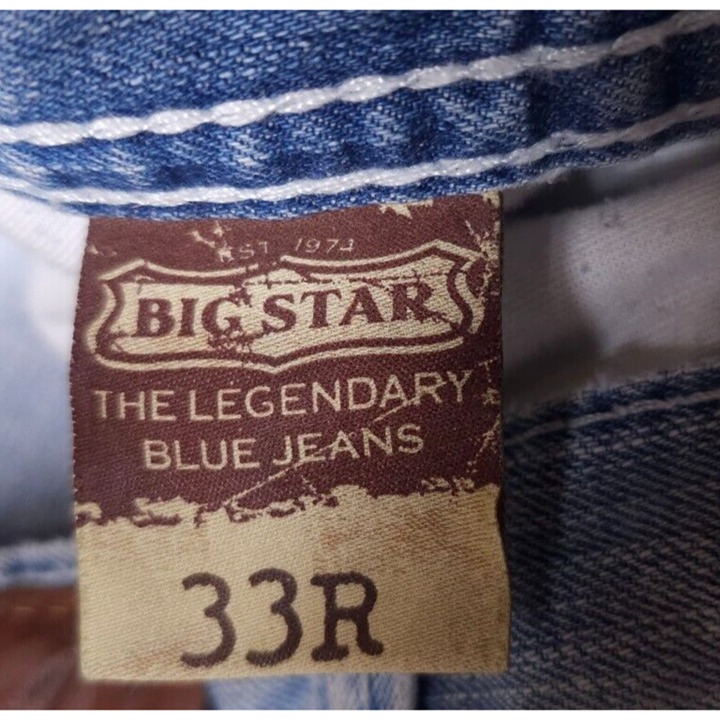 EST 1974
BIG STAR
THE LEGENDARY
BLUE JEANS
33R